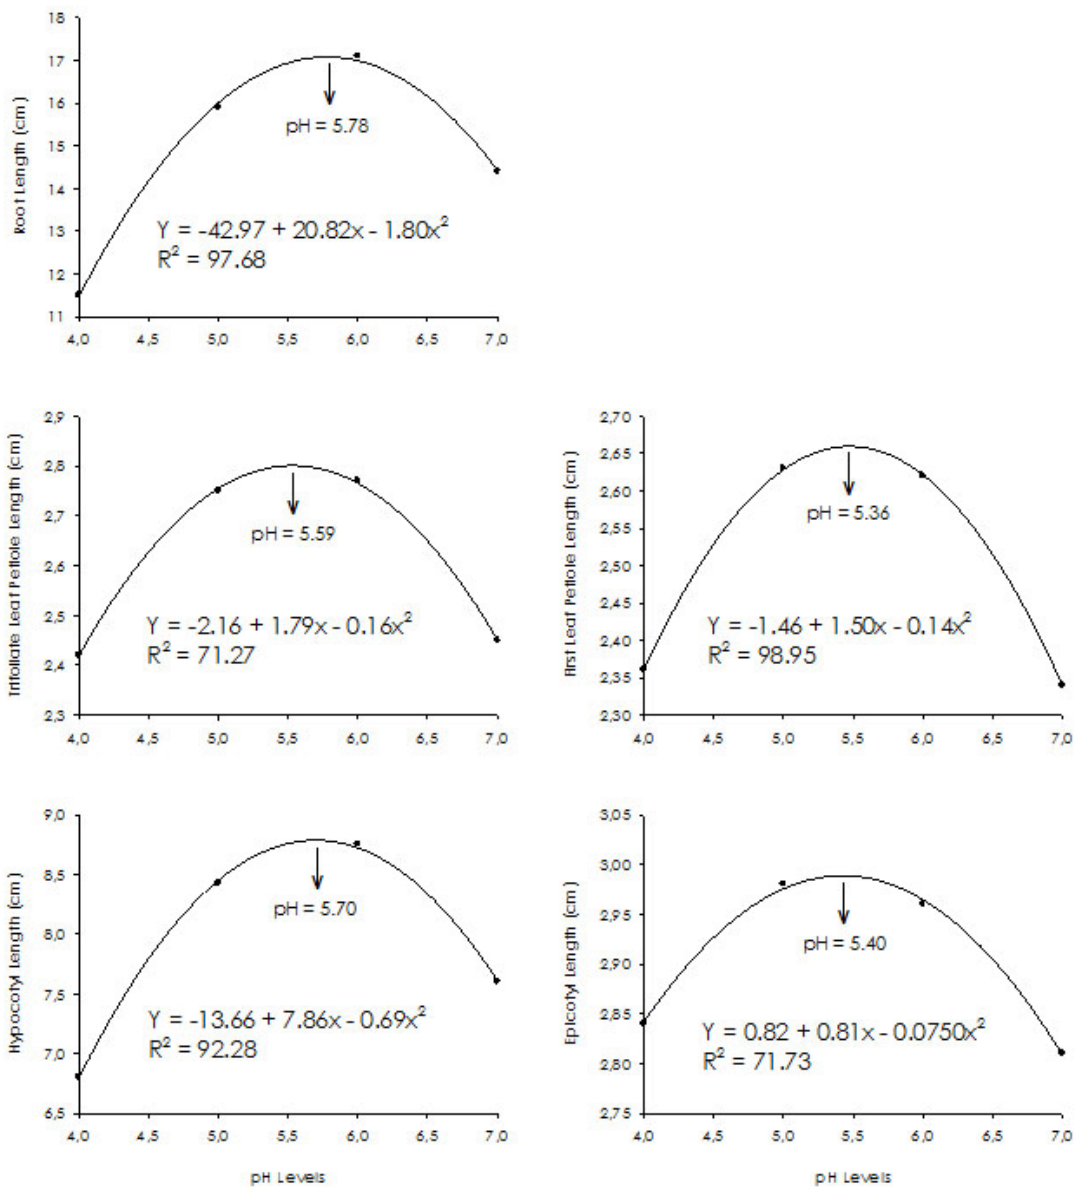 18
17
16
15
14
13
12
11
Root Length (cm)
pH = 5.78
Y = -42.97 + 20.82x - 1.80x²
R² = 97.68
4,0 4,5 5,0 5,5 6,0 6,5 7,0
2,9
2,8
2,7
2,6
2,5
2,4
2,3
Trifoliate Leaf Petiole Length (cm)
pH = 5.59
Y = -2.16 + 1.79x - 0.16x²
R² = 71.27
4,0 4,5 5,0 5,5 6,0 6,5 7,0
2,70
2,65
2,60
2,55
2,50
2,45
2,40
2,35
2,30
First Leaf Petiole Length (cm)
pH = 5.36
Y = -1.46 + 1.50x - 0.14x²
R² = 98.95
4,0 4,5 5,0 5,5 6,0 6,5 7,0
9,0
8,5
8,0
7,5
7,0
6,5
Hypocotyl Length (cm)
pH = 5.70
Y = -13.66 + 7.86x - 0.69x²
R² = 92.28
4,0 4,5 5,0 5,5 6,0 6,5 7,0
pH Levels
3,05
3,00
2,95
2,90
2,85
2,80
2,75
Epicotyl Length (cm)
pH = 5.40
Y = 0.82 + 0.81x - 0.0750x²
R² = 71.73
4,0 4,5 5,0 5,5 6,0 6,5 7,0
pH Levels